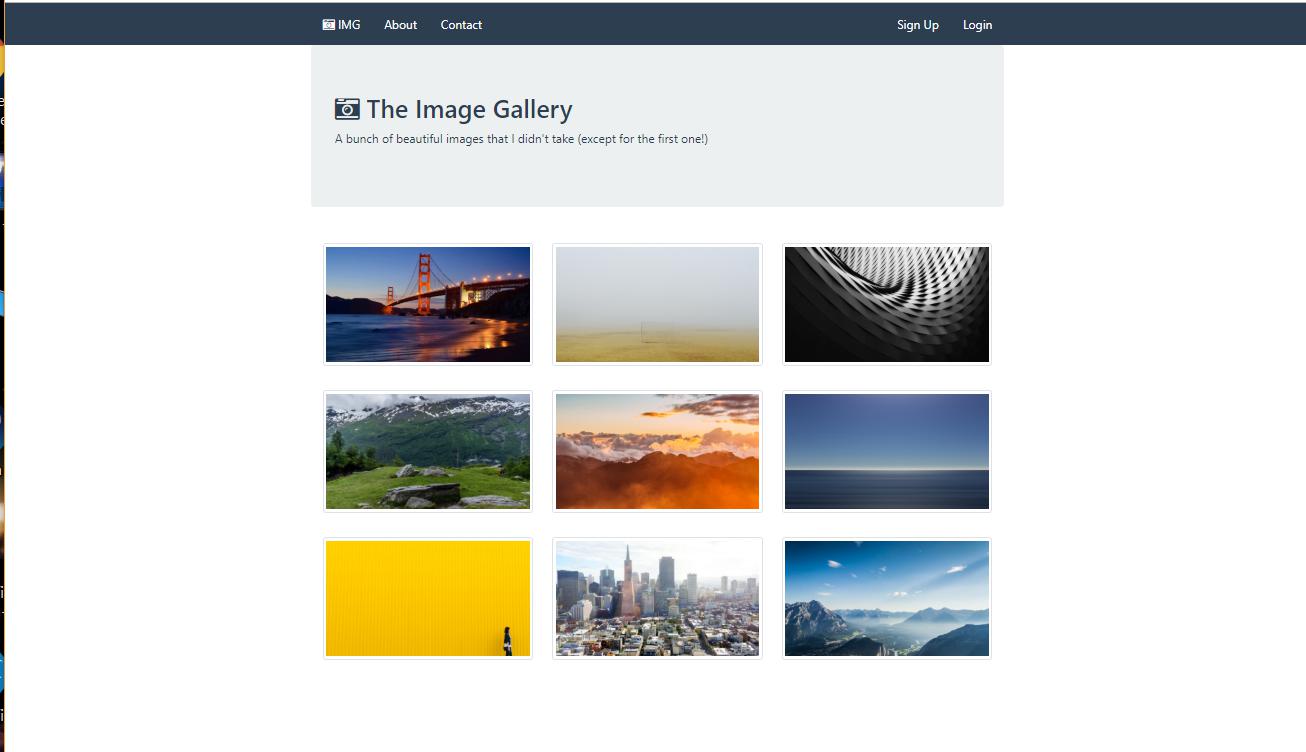 IMG About Contact Sign Up Login
The Image Gallery
A bunch of beautiful images that I didn't take (except for the first one!)